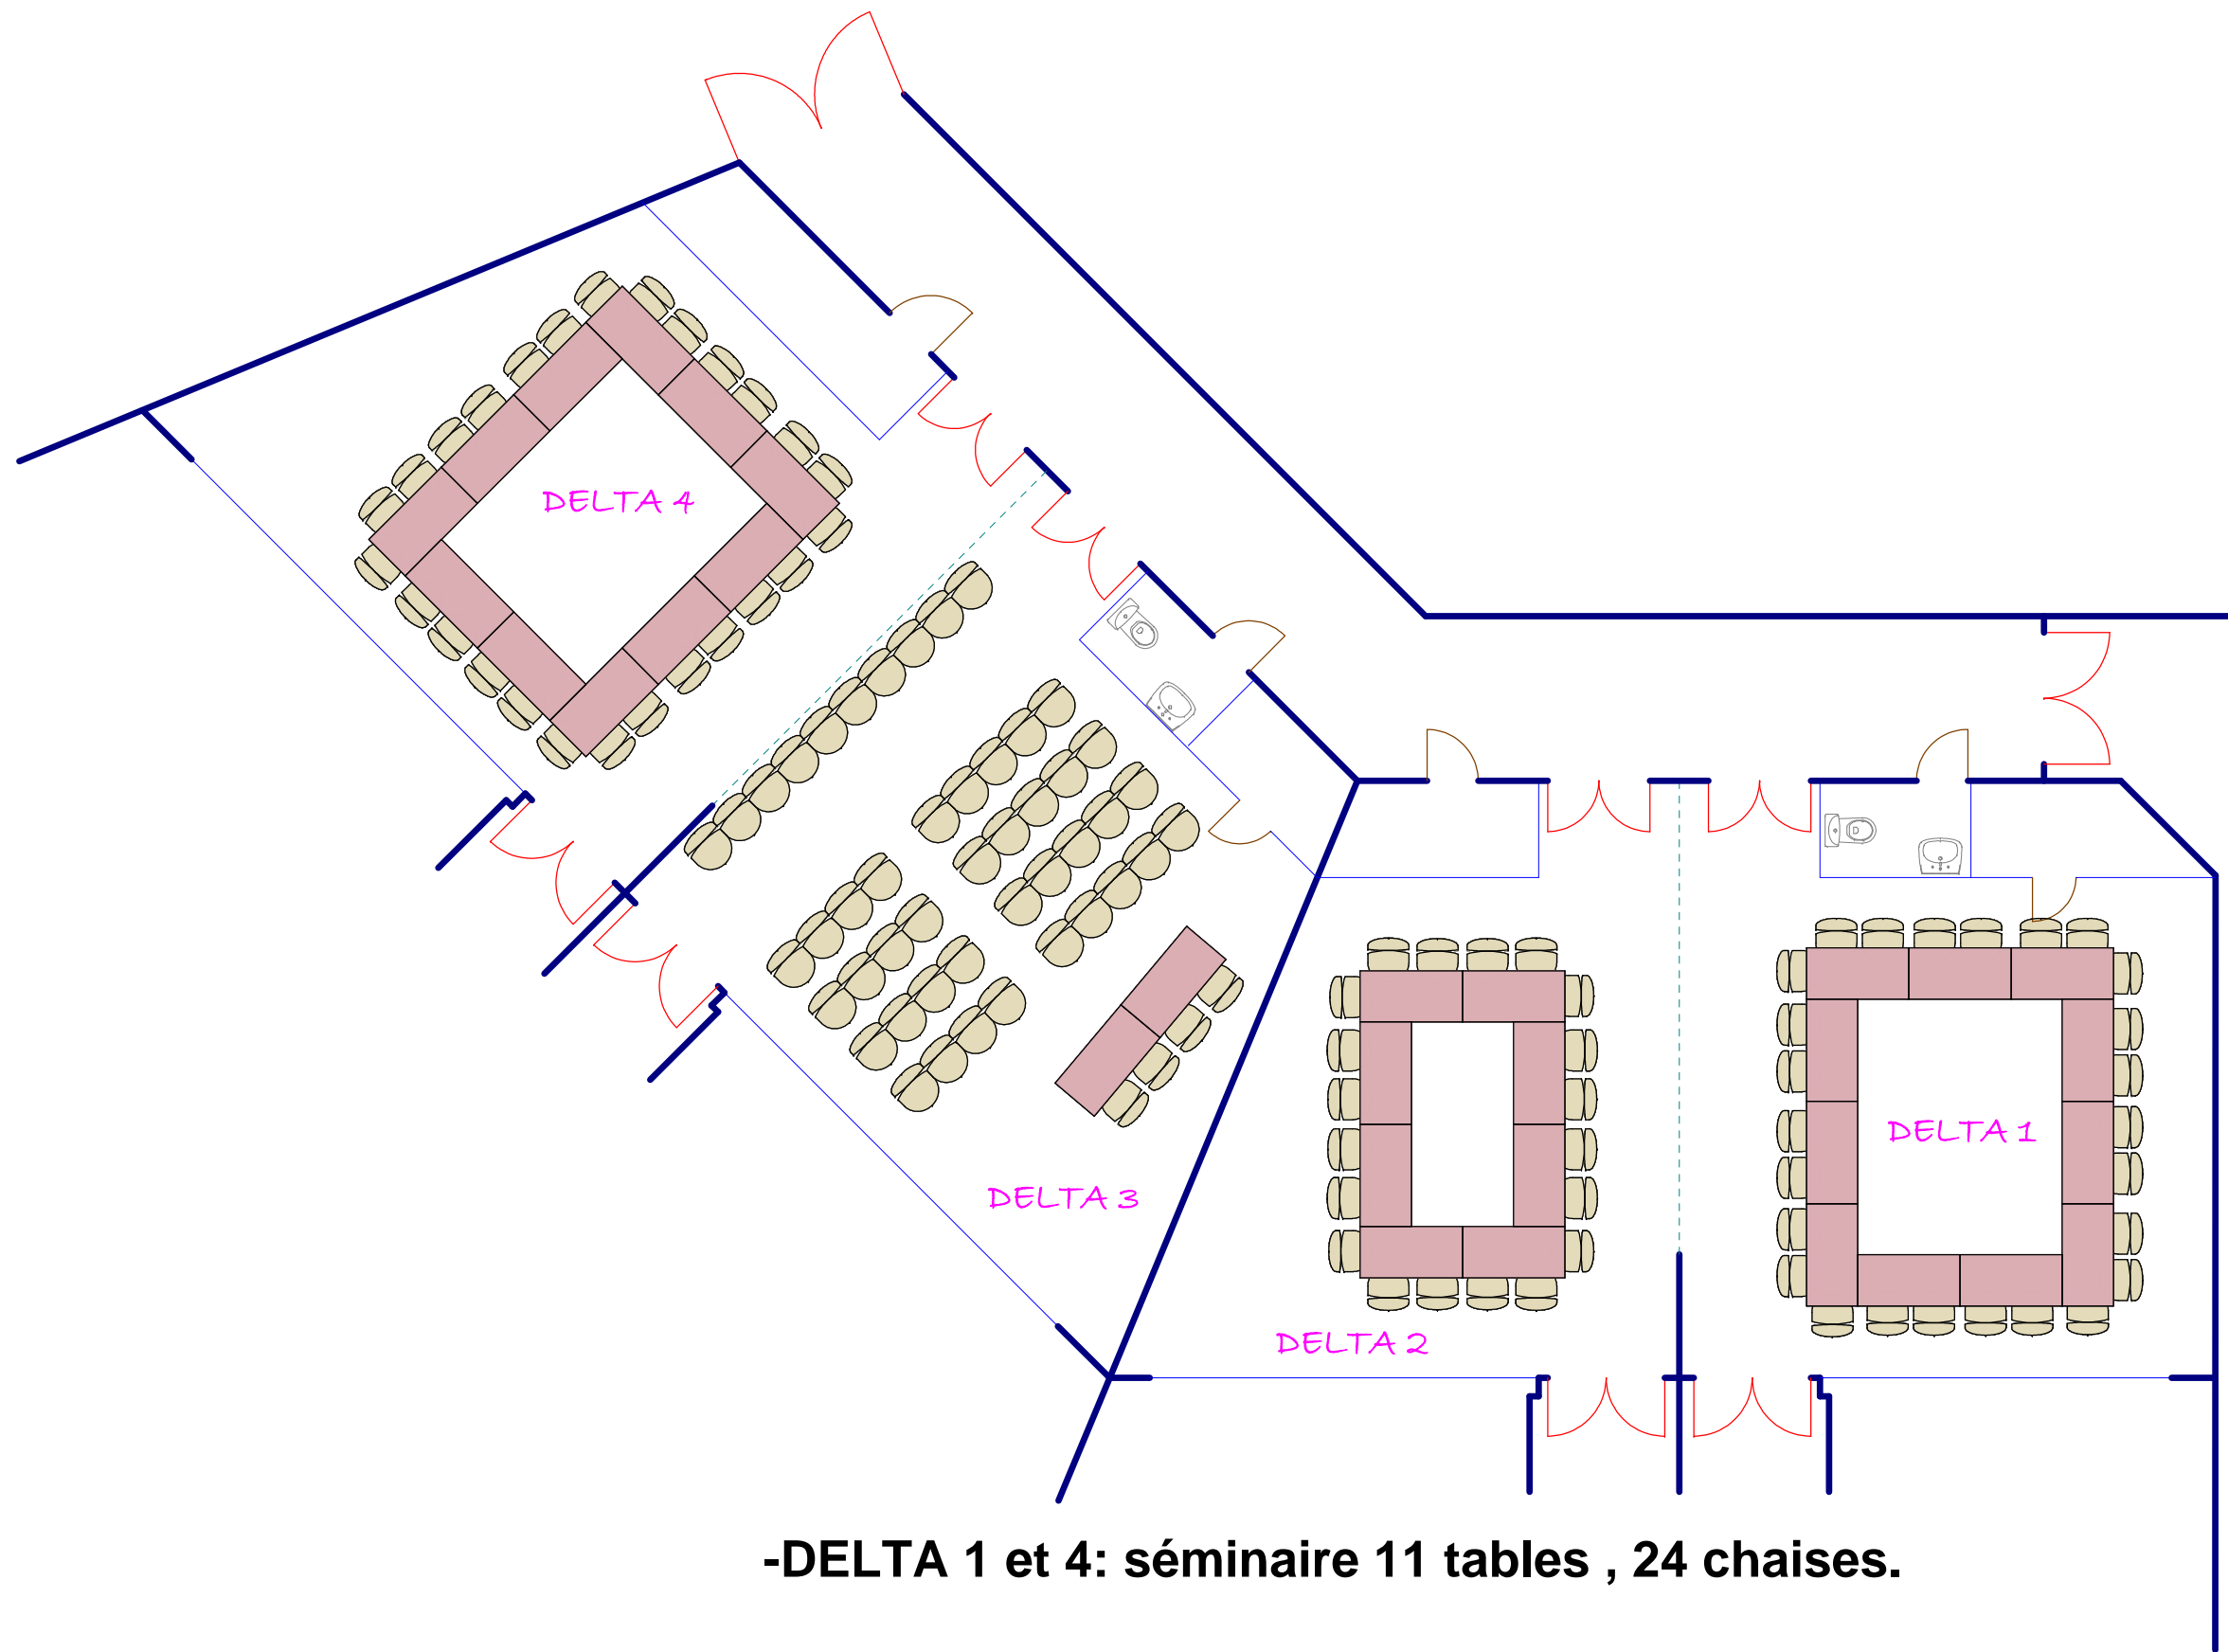 DELTA 4
DELTA 1
DELTA 3
DELTA 2
-DELTA 1 et 4: séminaire 11 tables , 24 chaises.